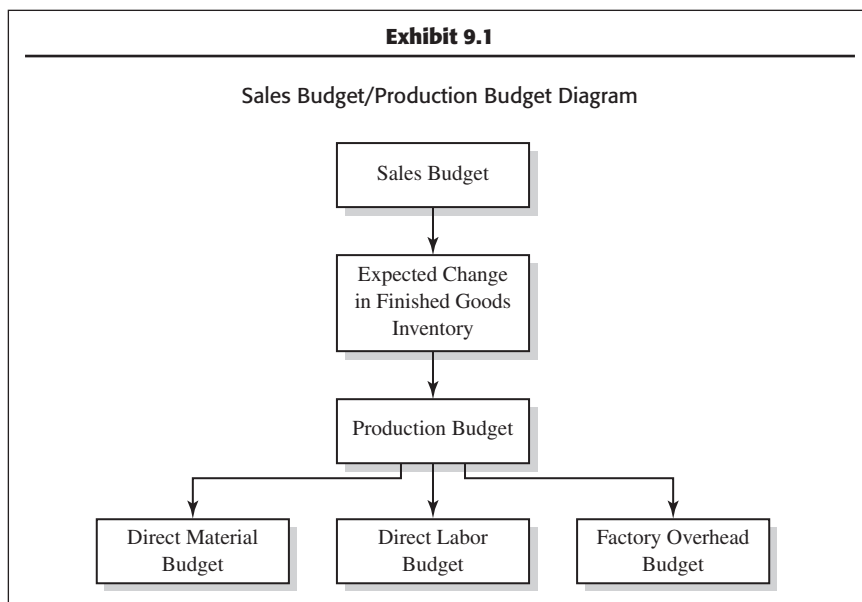 Exhibit 9.1
Sales Budget/Production Budget Diagram
Sales Budget
Expected Change
in Finished Goods
Inventory
Production Budget
Direct Material
Budget
Direct Labor
Budget
Factory Overhead
Budget